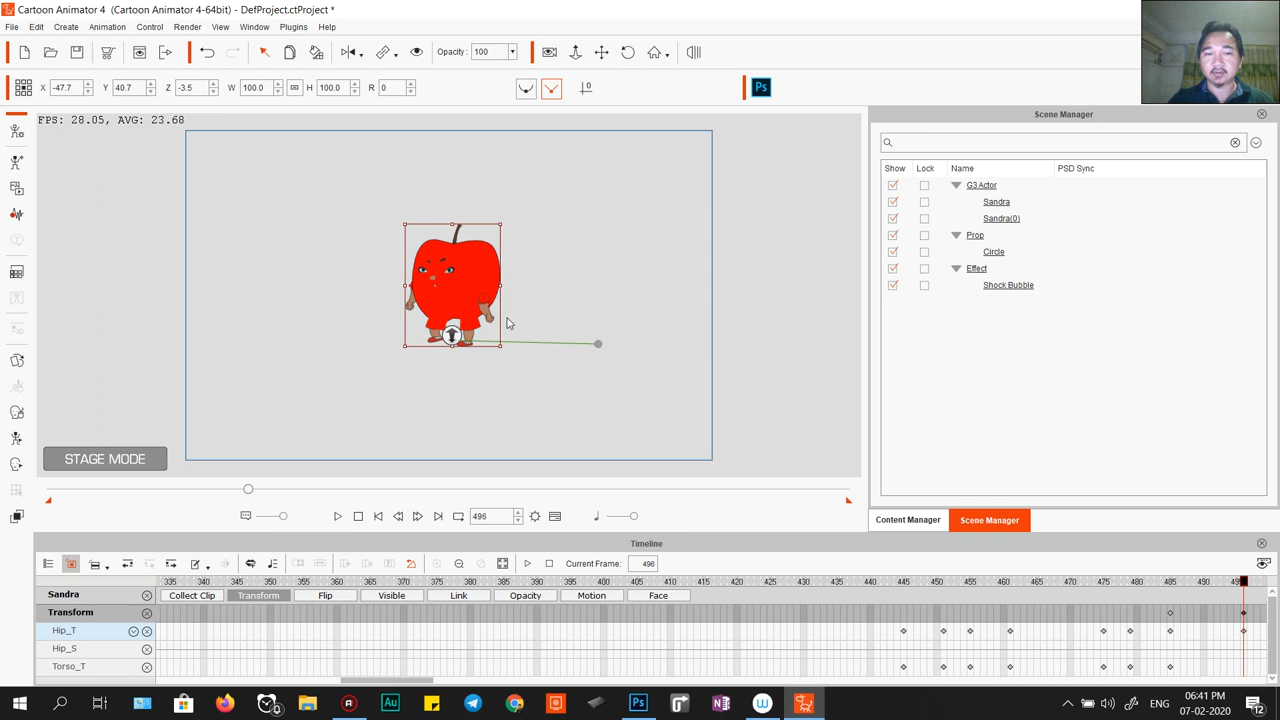 Cartoon Animator 4 (Cartoon Animator 4-64bit) - DefProject.ctProject *
File Edit Create Animation Control Render View Window Plugins Help
Opacity : 100
X -47.7 Y 40.7 Z -3.5 W 100.0 H 100.0 R 0 Ps
FPS: 28.05, AVG: 23.68
Scene Manager
Show Lock Name PSD Sync
G3 Actor
Sandra
Sandra(0)
Prop
Circle
Effect
Shock Bubble
STAGE MODE
496
Content Manager Scene Manager
Timeline
Current Frame: 496
335 340 345 350 355 360 365 370 375 380 385 390 395 400 405 410 415 420 425 430 435 440 445 450 455 460 465 470 475 480 485 490
Sandra Collect Clip Transform Flip Visible Link Opacity Motion Face
Transform
Hip_T
Hip_S
Torso_T
Au Ps
ENG
06:41 PM
07-02-2020
12